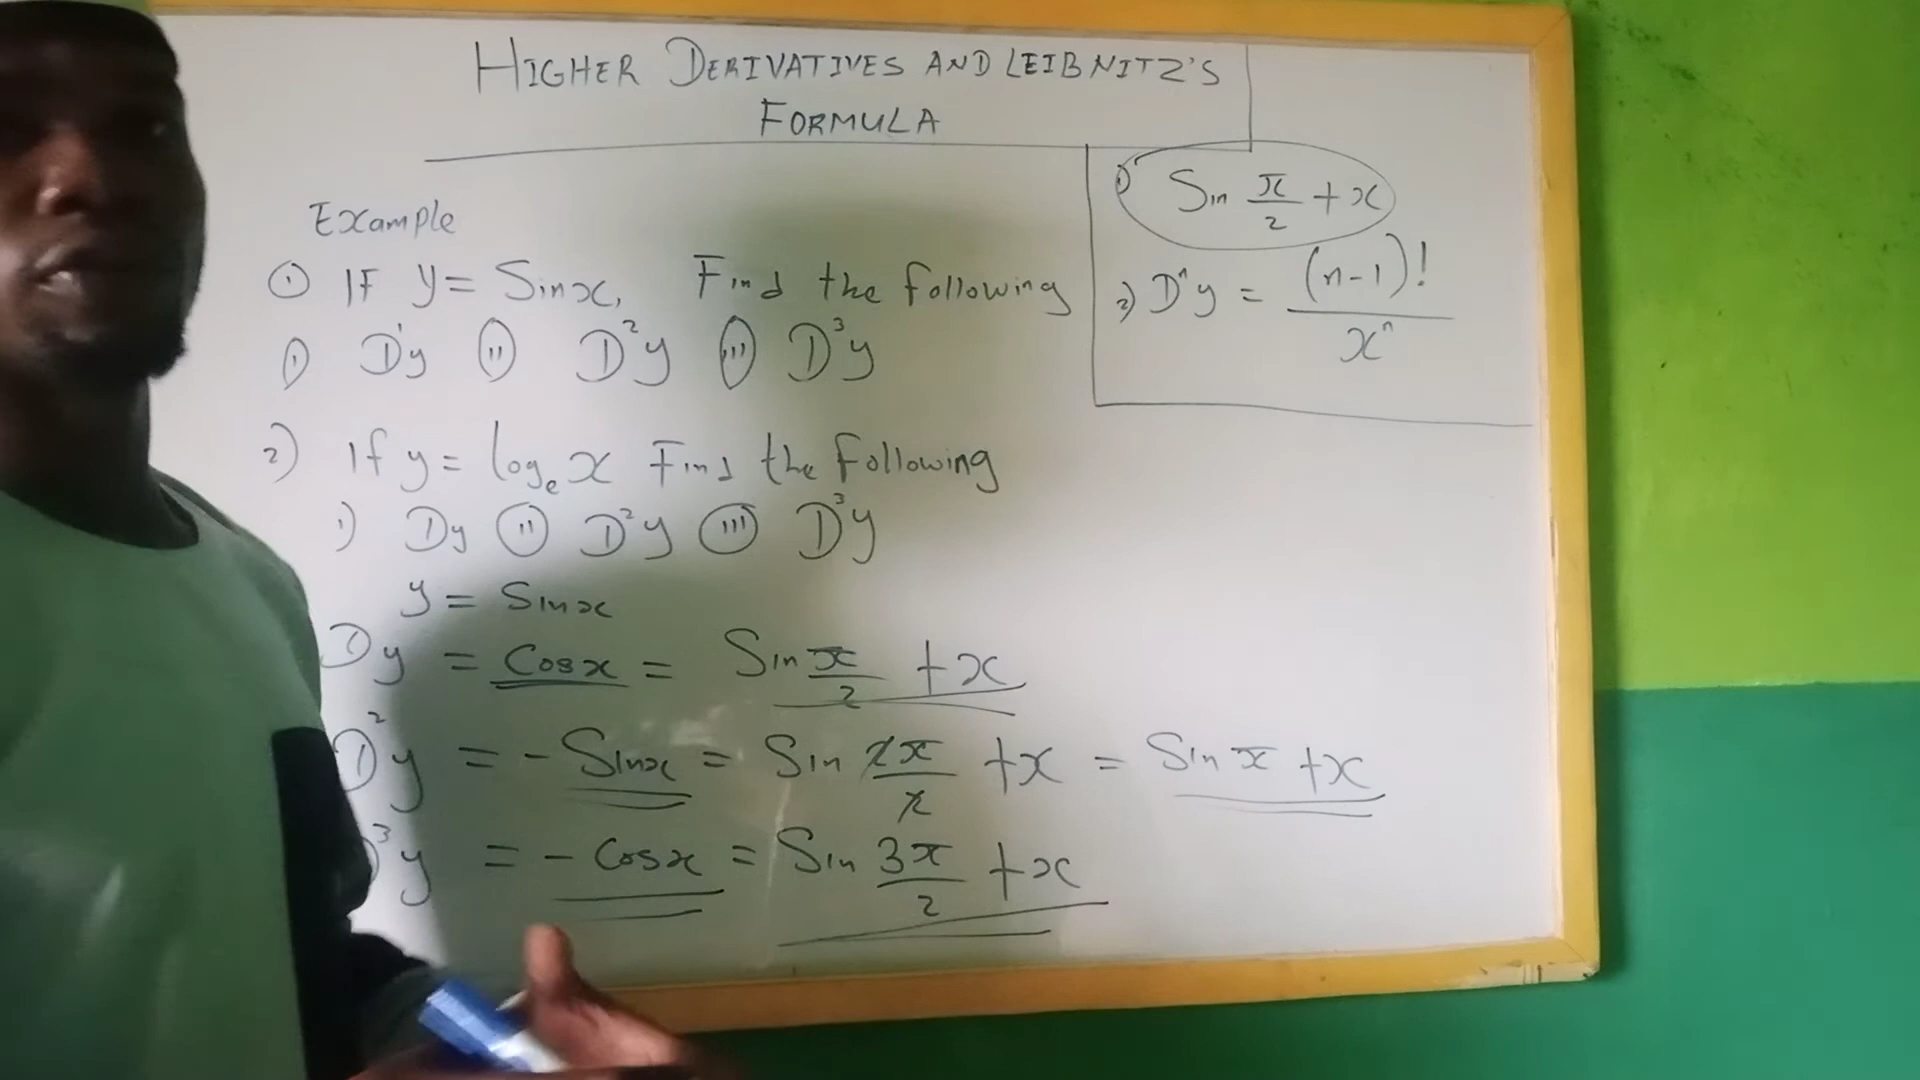 HIGHER DERIVATIVES AND LEIBNITZ'S
FORMULA
Example
① If y = Sinx, Find the following
i) D¹y ⓘⓘ D²y ⓘⓘⓘ D³y
2) If y = logₑx Find the following
i) Dy ⓘⓘ D²y ⓘⓘⓘ D³y
y = Sinx
Dy = Cosx = Sin π/2 + x
D²y = -Sinx = Sin 2π/2 + x = Sin π + x
D³y = -Cosx = Sin 3π/2 + x
1) Sin π/2 + x
2) Dⁿy = (n-1)!/xⁿ